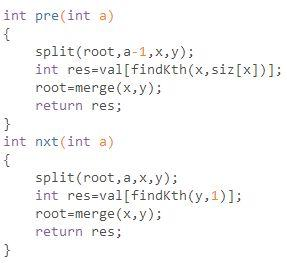 int pre(int a)
{
    split(root,a-1,x,y);
    int res=val[findKth(x,siz[x])];
    root=merge(x,y);
    return res;
}
int nxt(int a)
{
    split(root,a,x,y);
    int res=val[findKth(y,1)];
    root=merge(x,y);
    return res;
}